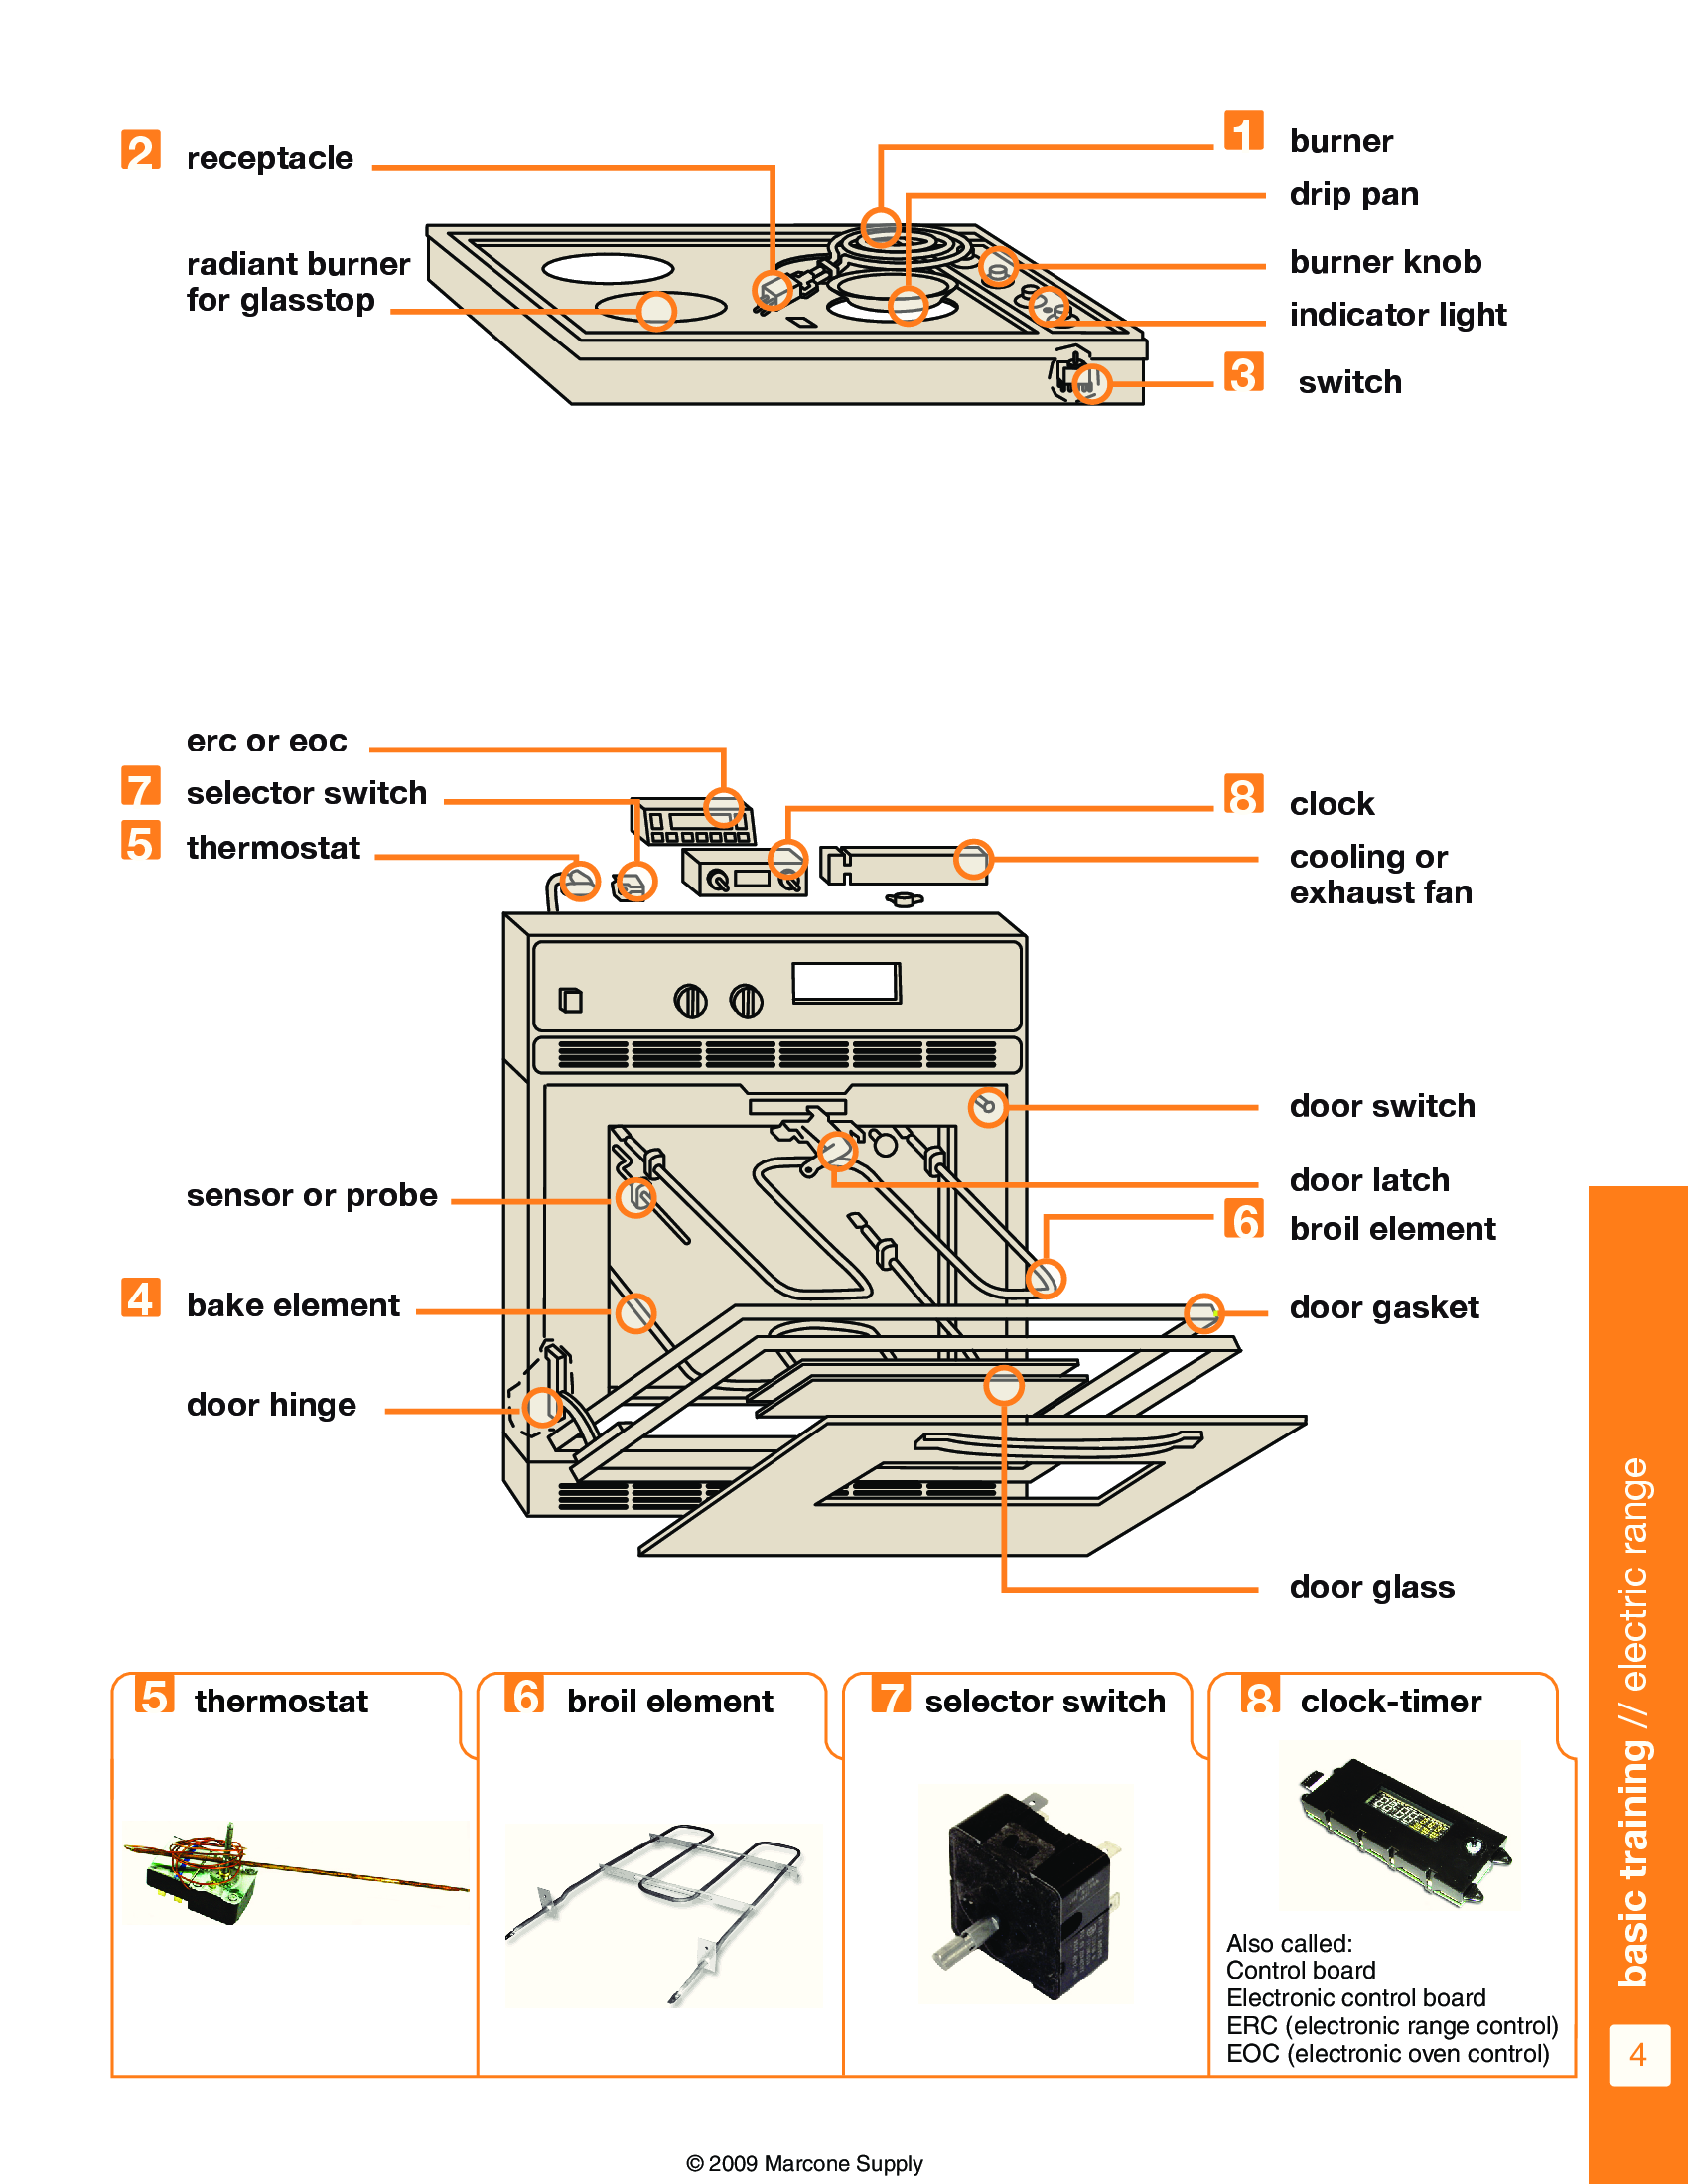 2 receptacle
radiant burner
for glasstop
1 burner
drip pan
burner knob
indicator light
3 switch
erc or eoc
7 selector switch
5 thermostat
8 clock
cooling or
exhaust fan
door switch
door latch
sensor or probe
6 broil element
4 bake element
door gasket
door hinge
door glass
5 thermostat
6 broil element
7 selector switch
8 clock-timer
Also called:
Control board
Electronic control board
ERC (electronic range control)
EOC (electronic oven control)
basic training // electric range
4
© 2009 Marcone Supply